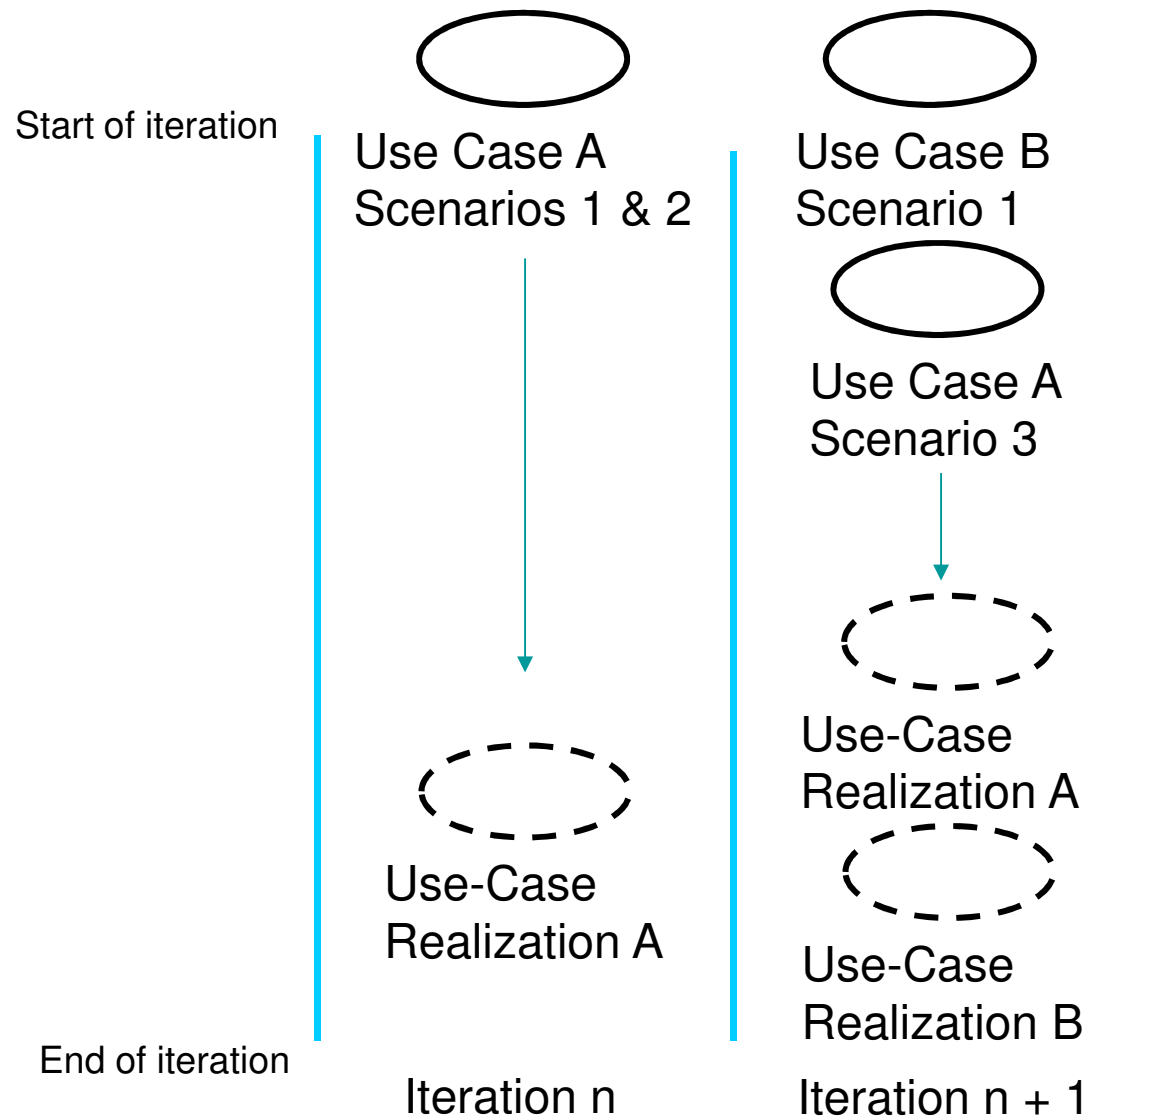 Start of iteration
Use Case A
Scenarios 1 & 2
Use Case B
Scenario 1
Use Case A
Scenario 3
Use-Case
Realization A
Use-Case
Realization A
Use-Case
Realization B
End of iteration
Iteration n
Iteration n + 1